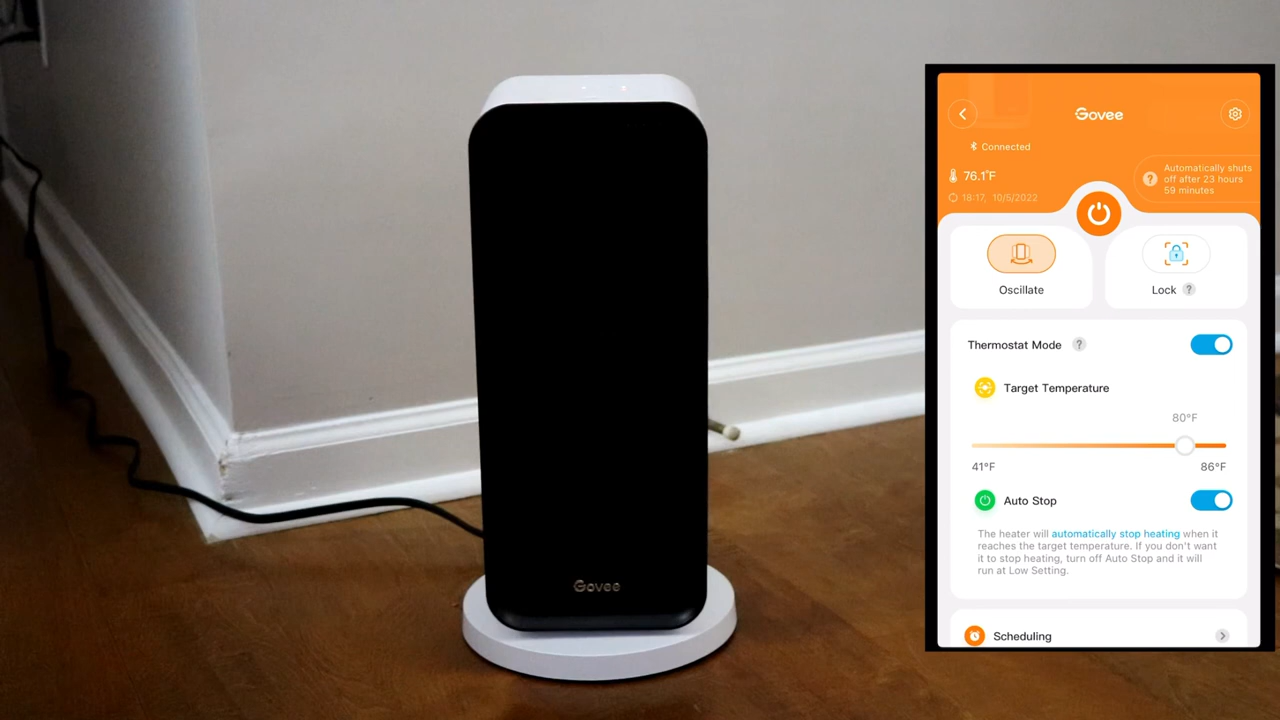 Govee
Govee
Connected
76.1°F
18:17, 10/5/2022
Automatically shuts
off after 23 hours
59 minutes
Oscillate
Lock ?
Thermostat Mode ?
Target Temperature
80°F
41°F 86°F
Auto Stop
The heater will automatically stop heating when it
reaches the target temperature. If you don't want
it to stop heating, turn off Auto Stop and it will
run at Low Setting.
Scheduling